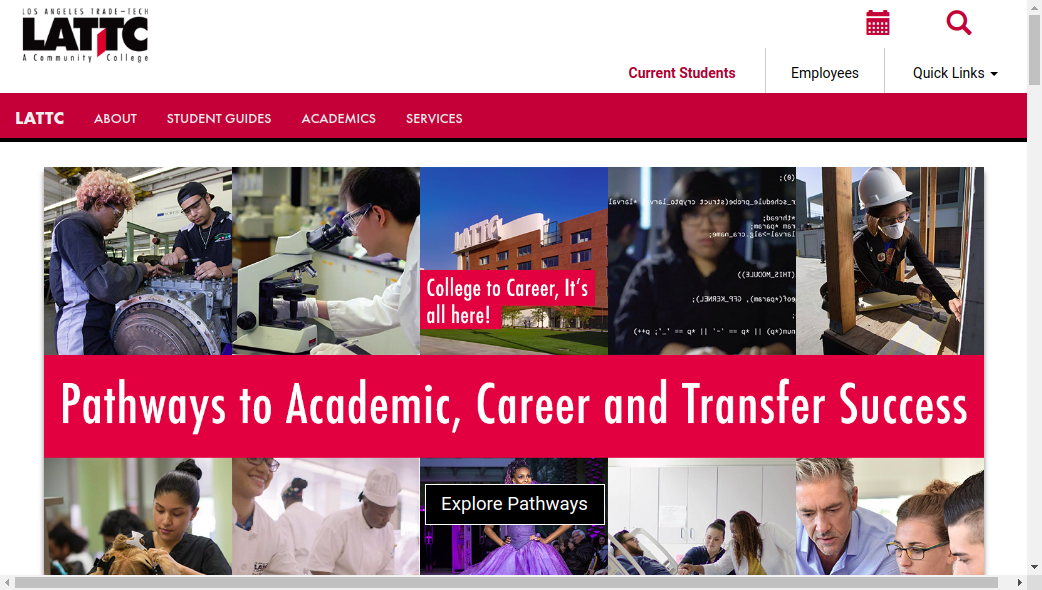 LOS ANGELES TRADE-TECH
LATTC
A Community College
Current Students
Employees
Quick Links
LATTC
ABOUT
STUDENT GUIDES
ACADEMICS
SERVICES
LATTC
College to Career, It's
all here!
(THIS_MODULE))
Pathways to Academic, Career and Transfer Success
Explore Pathways